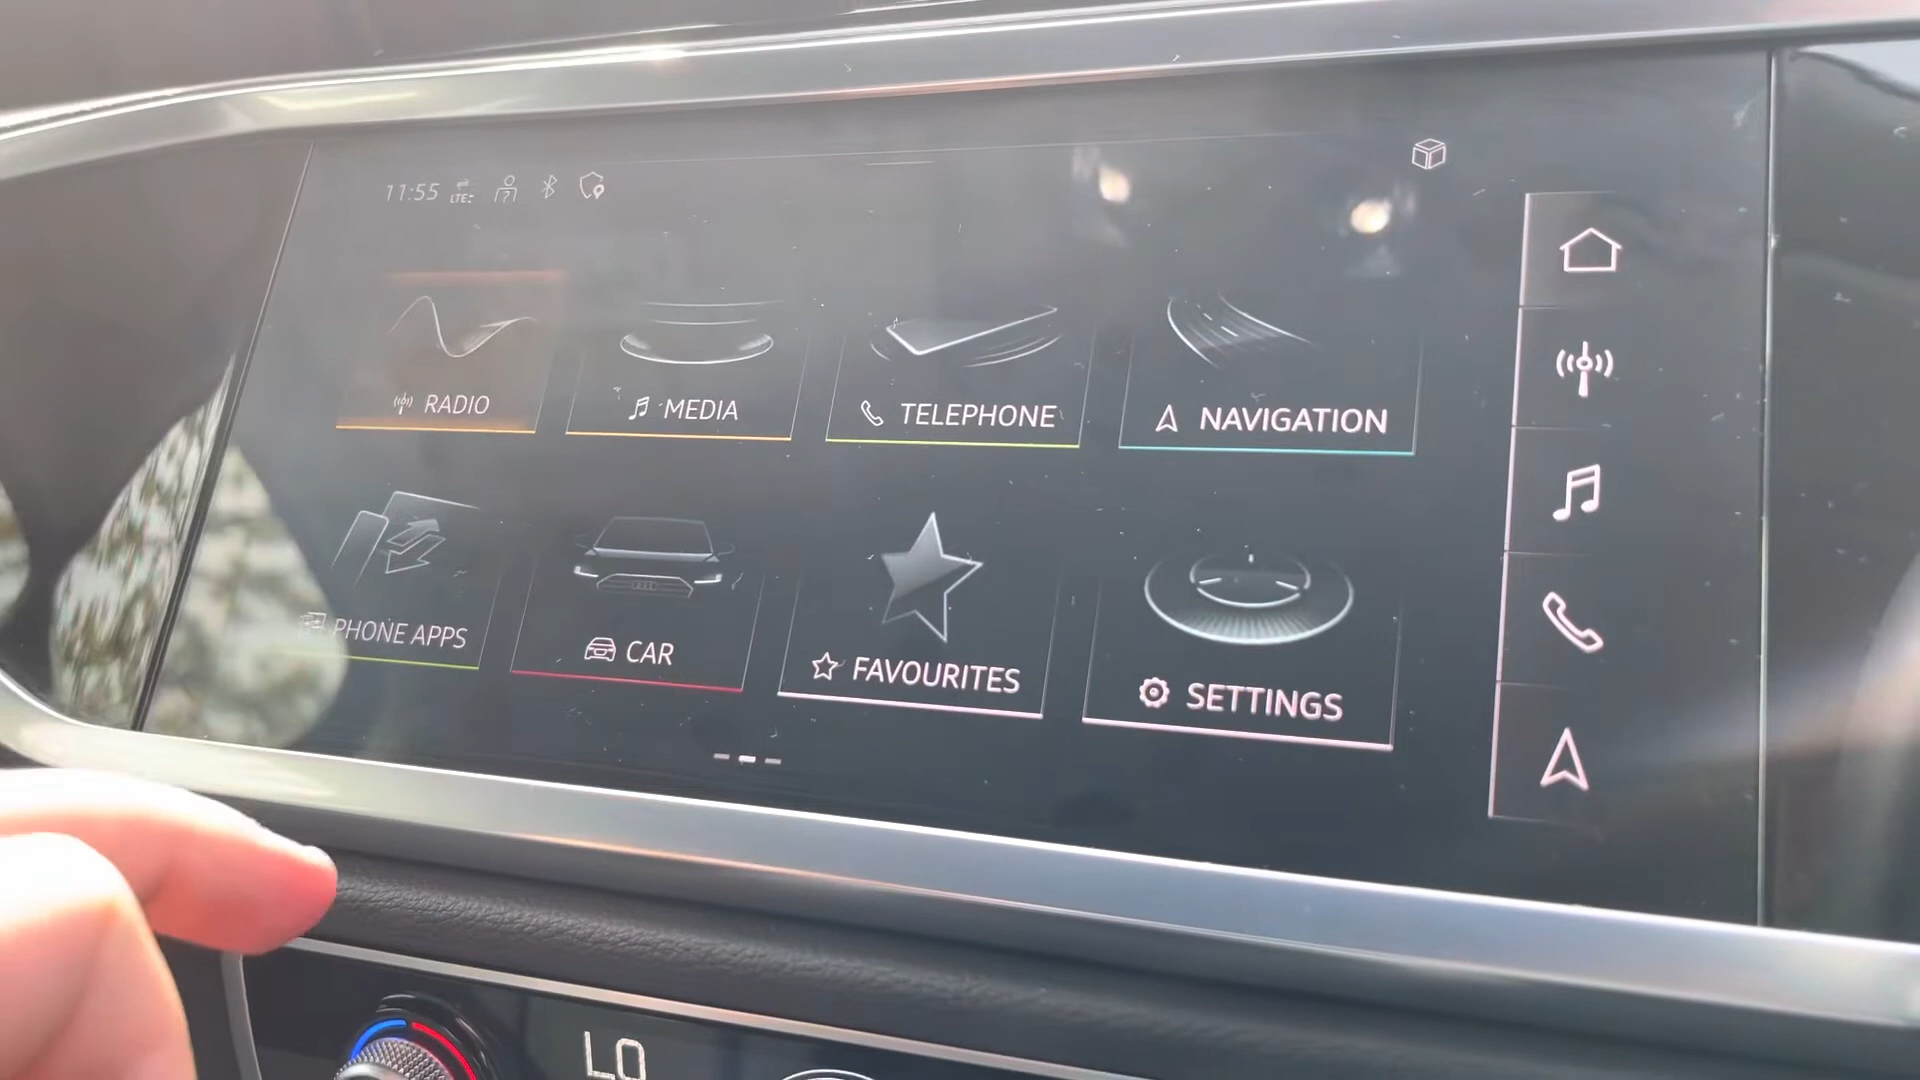 11:55 LTE
RADIO MEDIA TELEPHONE NAVIGATION
PHONE APPS CAR FAVOURITES SETTINGS
LO